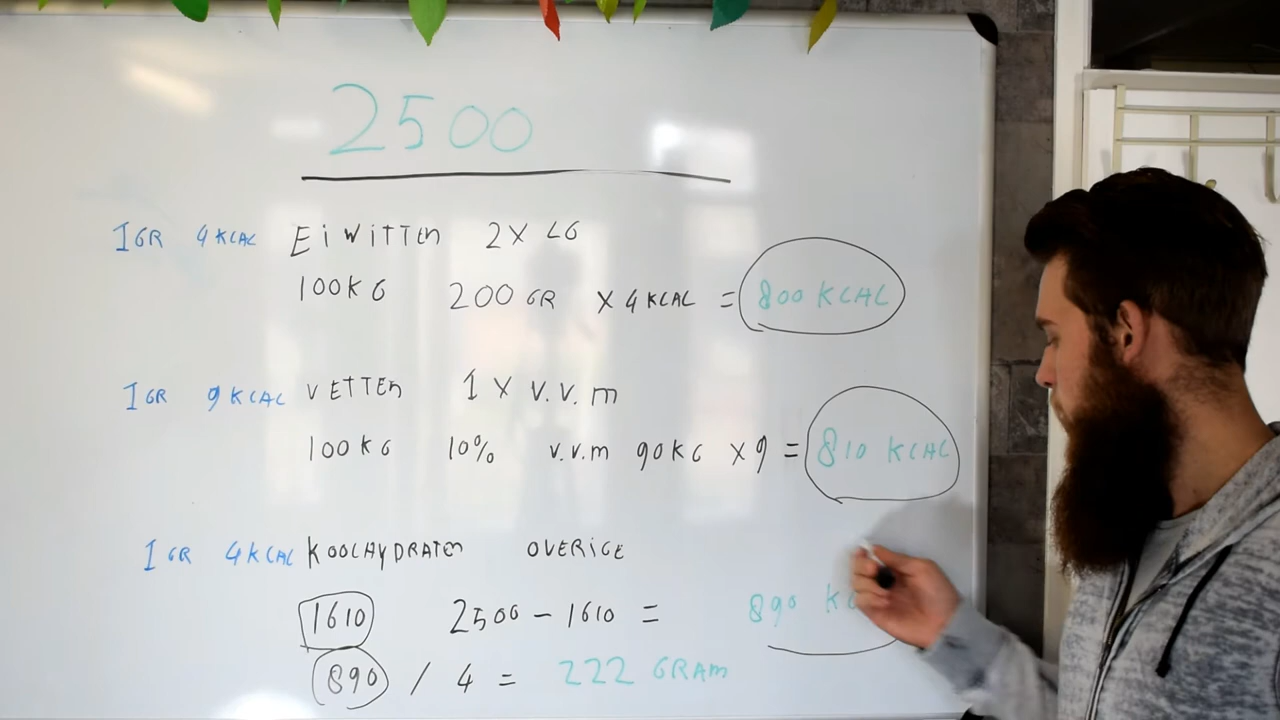 2500
1GR 4KCAL EiWiTTEN 2X LG
100KG 200GR X 4KCAL = 800 KCAL
1GR 9KCAL VETTEN 1 X V.V.M
100KG 10% V.V.M 90KG X 9 = 810 KCAL
1GR 4KCAL KOOLHYDRATEN OVERIGE
1610 2500 - 1610 = 890
890 / 4 = 222 GRAM